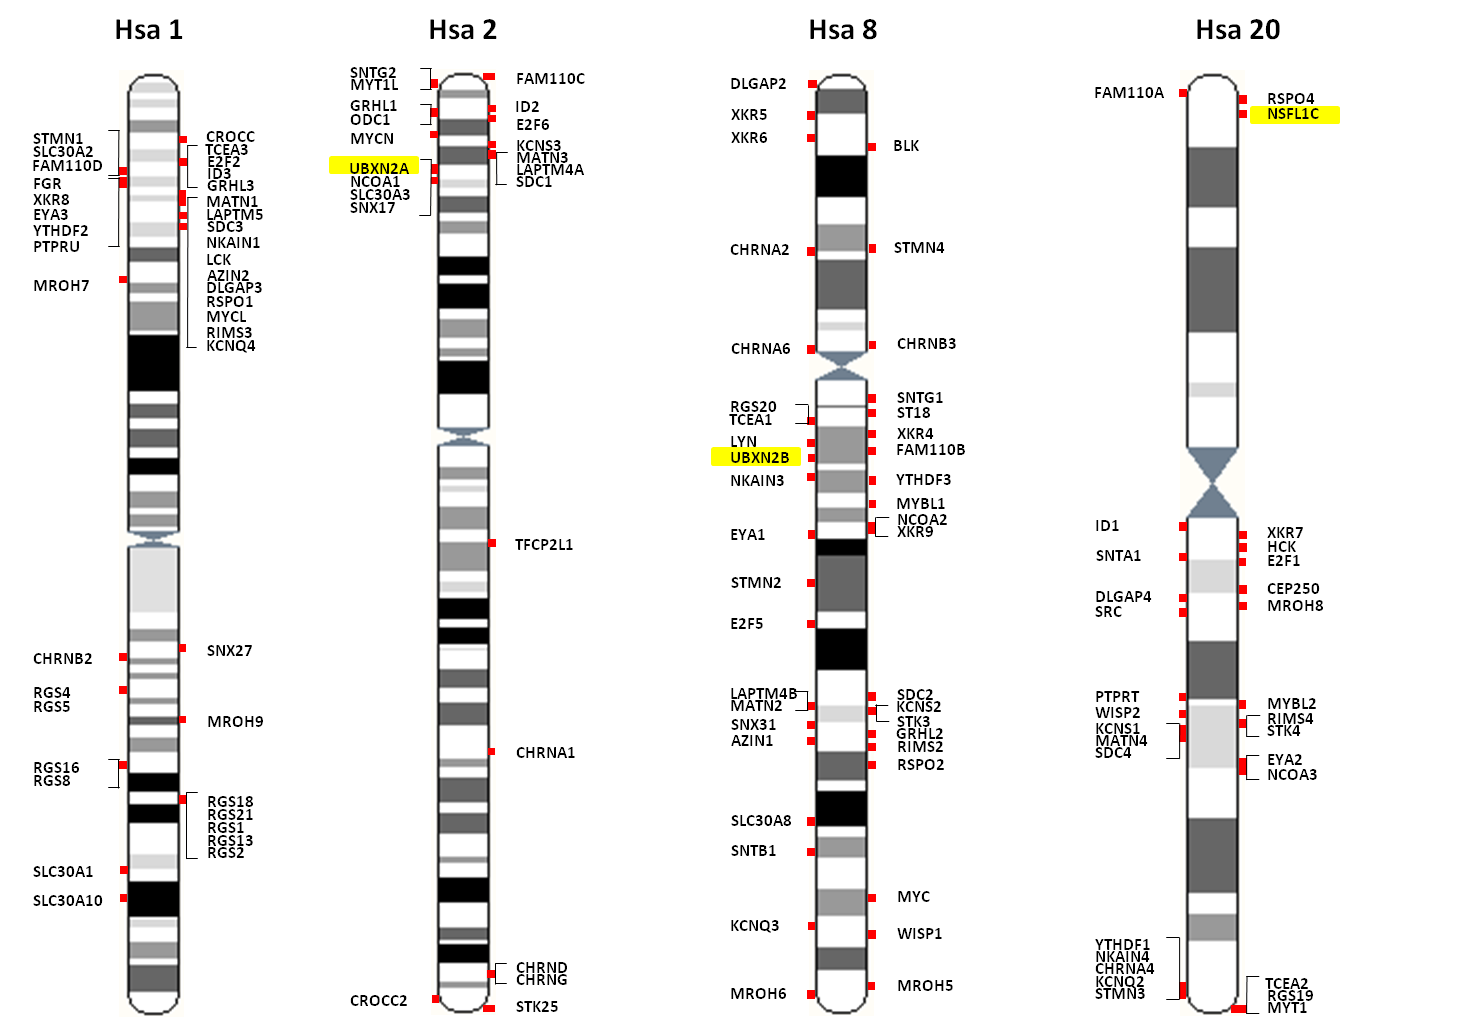 Hsa 1
Hsa 2
Hsa 8
Hsa 20
STMN1
SLC30A2
FAM110D
FGR
XKR8
EYA3
YTHDF2
PTPRU
MROH7
CHRNB2
RGS4
RGS5
RGS16
RGS8
SLC30A1
SLC30A10
CROCC
TCEA3
E2F2
ID3
GRHL3
MATN1
LAPTM5
SDC3
NKAIN1
LCK
AZIN2
DLGAP3
RSPO1
MYCL
RIMS3
KCNQ4
SNX27
MROH9
RGS18
RGS21
RGS1
RGS13
RGS2
SNTG2
MYT1L
GRHL1
ODC1
MYCN
UBXN2A
NCOA1
SLC30A3
SNX17
CROCC2
FAM110C
ID2
E2F6
KCNS3
MATN3
LAPTM4A
SDC1
TFCP2L1
CHRNA1
CHRND
CHRNG
STK25
DLGAP2
XKR5
XKR6
CHRNA2
CHRNA6
RGS20
TCEA1
LYN
UBXN2B
NKAIN3
EYA1
STMN2
E2F5
LAPTM4B
MATN2
SNX31
AZIN1
SLC30A8
SNTB1
KCNQ3
MROH6
BLK
STMN4
CHRNB3
SNTG1
ST18
XKR4
FAM110B
YTHDF3
MYBL1
NCOA2
XKR9
SDC2
KCNS2
STK3
GRHL2
RIMS2
RSPO2
MYC
WISP1
MROH5
FAM110A
ID1
SNTA1
DLGAP4
SRC
PTPRT
WISP2
KCNS1
MATN4
SDC4
YTHDF1
NKAIN4
CHRNA4
KCNQ2
STMN3
RSPO4
NSFL1C
XKR7
HCK
E2F1
CEP250
MROH8
MYBL2
RIMS4
STK4
EYA2
NCOA3
TCEA2
RGS19
MYT1